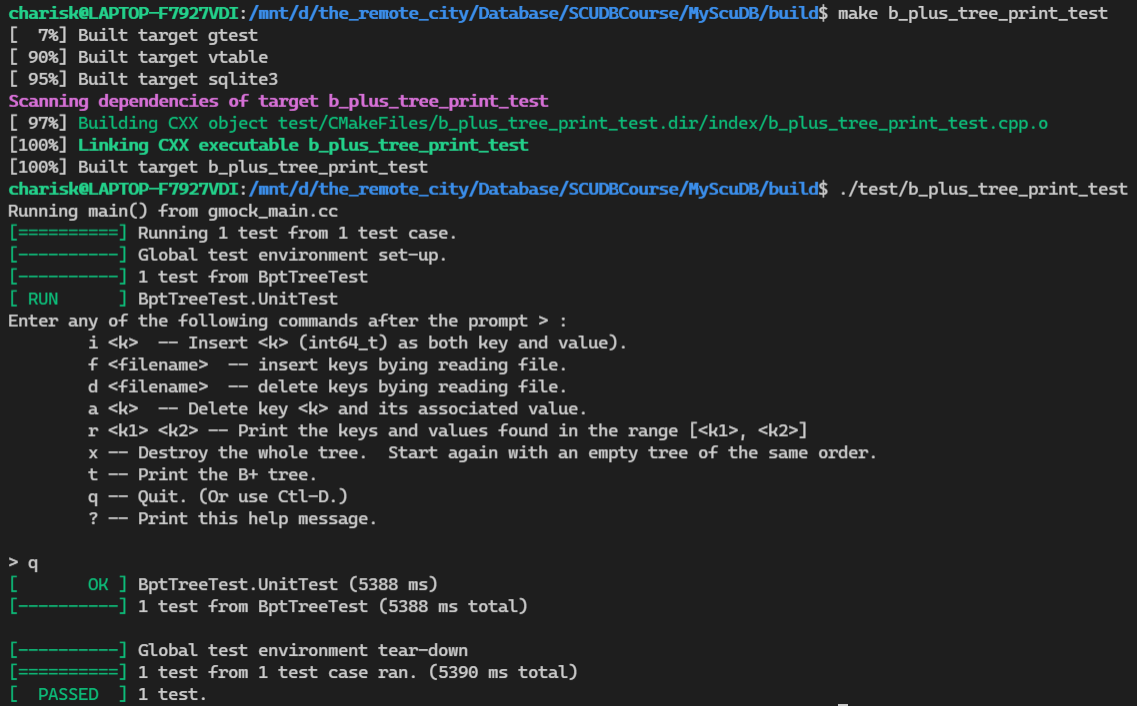 charisk@LAPTOP-F7927VDI:/mnt/d/the_remote_city/Database/SCUDBCourse/MyScuDB/build$ make b_plus_tree_print_test
[  7%] Built target gtest
[ 90%] Built target vtable
[ 95%] Built target sqlite3
Scanning dependencies of target b_plus_tree_print_test
[ 97%] Building CXX object test/CMakeFiles/b_plus_tree_print_test.dir/index/b_plus_tree_print_test.cpp.o
[100%] Linking CXX executable b_plus_tree_print_test
[100%] Built target b_plus_tree_print_test
charisk@LAPTOP-F7927VDI:/mnt/d/the_remote_city/Database/SCUDBCourse/MyScuDB/build$ ./test/b_plus_tree_print_test
Running main() from gmock_main.cc
[==========] Running 1 test from 1 test case.
[----------] Global test environment set-up.
[----------] 1 test from BptTreeTest
[ RUN      ] BptTreeTest.UnitTest
Enter any of the following commands after the prompt > :
        i <k>  -- Insert <k> (int64_t) as both key and value).
        f <filename>  -- insert keys bying reading file.
        d <filename>  -- delete keys bying reading file.
        a <k>  -- Delete key <k> and its associated value.
        r <k1> <k2> -- Print the keys and values found in the range [<k1>, <k2>]
        x -- Destroy the whole tree.  Start again with an empty tree of the same order.
        t -- Print the B+ tree.
        q -- Quit. (Or use Ctl-D.)
        ? -- Print this help message.
> q
[       OK ] BptTreeTest.UnitTest (5388 ms)
[----------] 1 test from BptTreeTest (5388 ms total)
[----------] Global test environment tear-down
[==========] 1 test from 1 test case ran. (5390 ms total)
[  PASSED  ] 1 test.